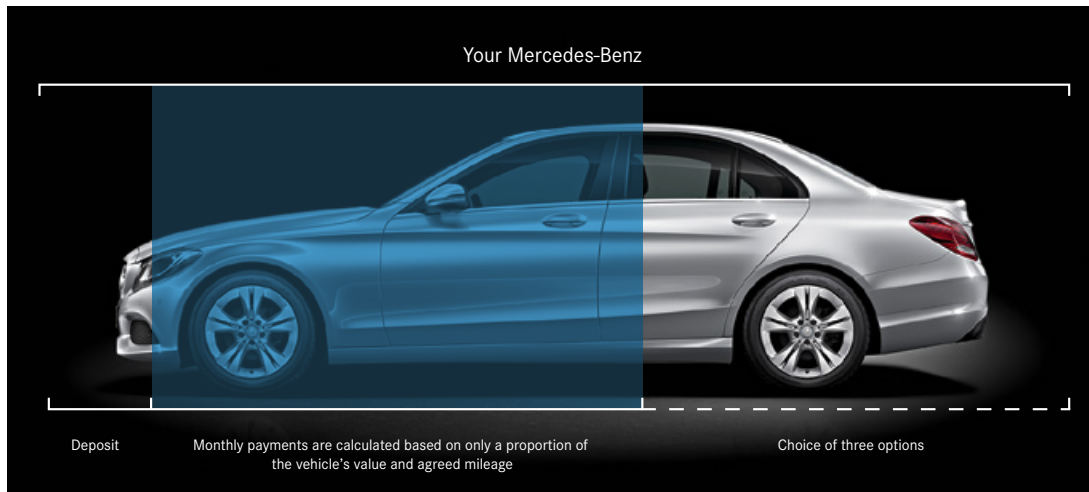 Your Mercedes-Benz
Deposit
Monthly payments are calculated based on only a proportion of
the vehicle's value and agreed mileage
Choice of three options